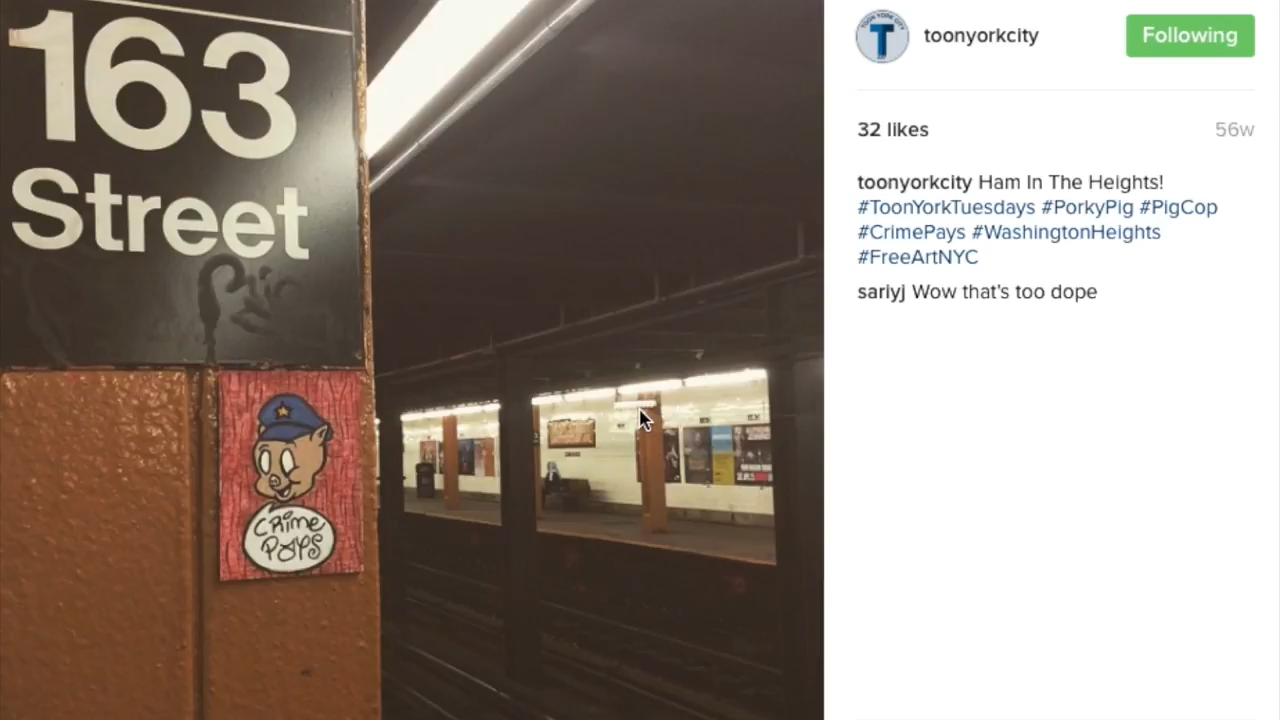 163
Street
CRime
PAYS
toonyorkcity
Following
32 likes
56w
toonyorkcity Ham In The Heights!
#ToonYorkTuesdays #PorkyPig #PigCop
#CrimePays #WashingtonHeights
#FreeArtNYC
sariyj Wow that's too dope